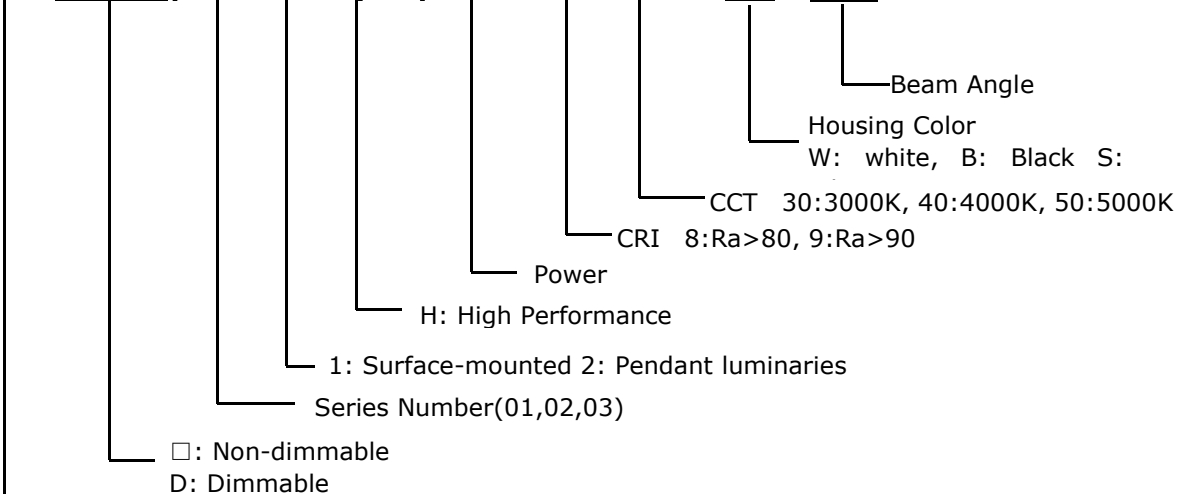 Beam Angle
Housing Color
W: white, B: Black S:
CCT 30:3000K, 40:4000K, 50:5000K
CRI 8:Ra>80, 9:Ra>90
Power
H: High Performance
1: Surface-mounted 2: Pendant luminaries
Series Number(01,02,03)
□: Non-dimmable
D: Dimmable